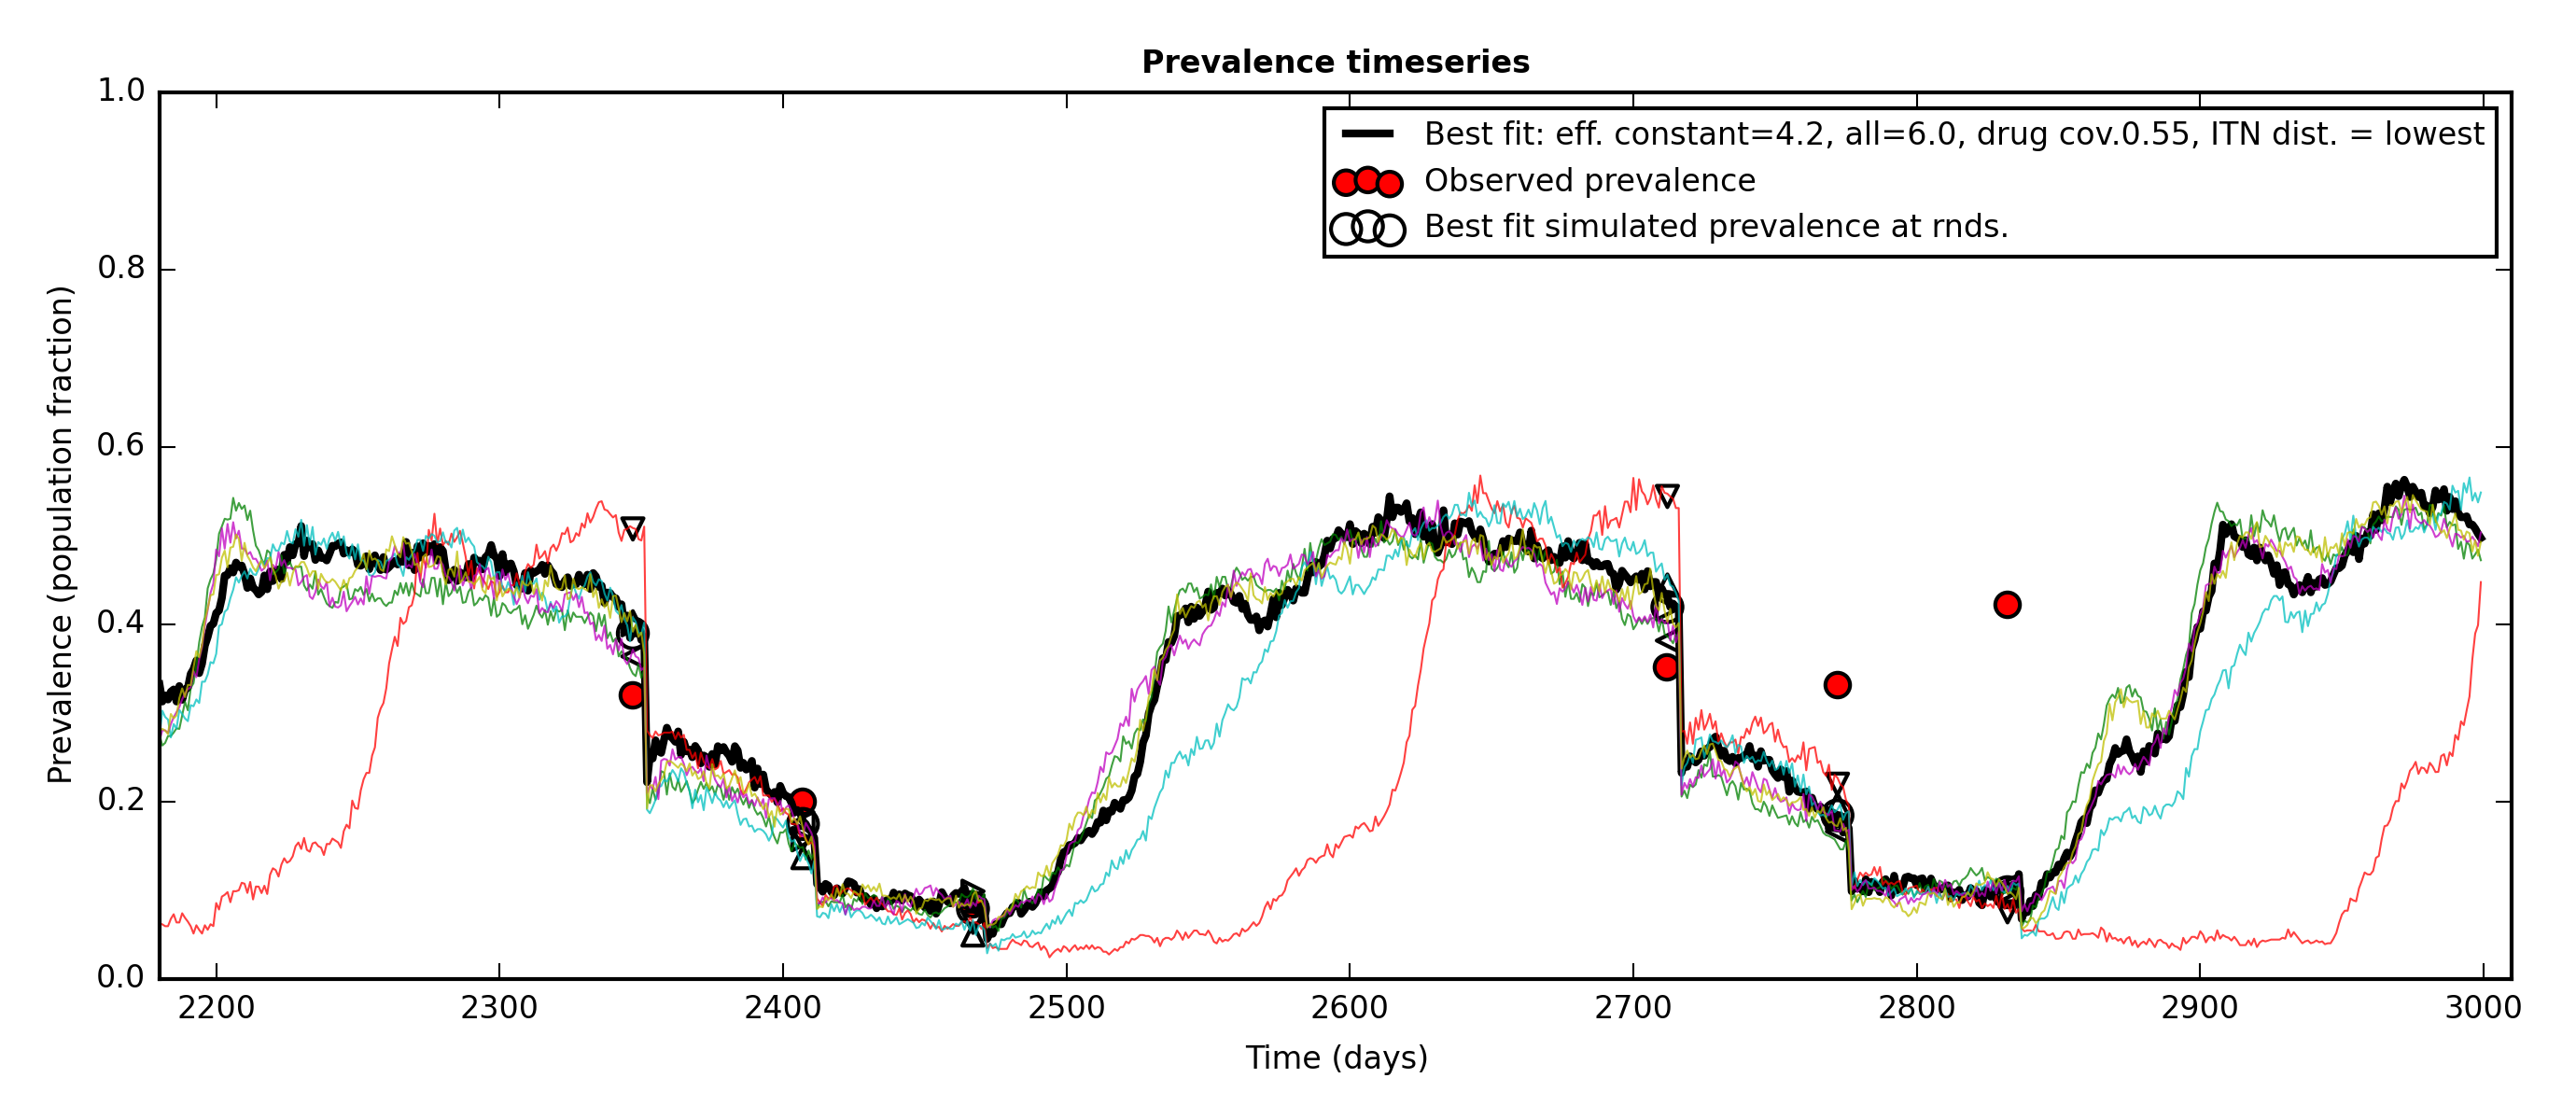 Prevalence timeseries
Best fit: eff. constant=4.2, all=6.0, drug cov.0.55, ITN dist. = lowest
Observed prevalence
Best fit simulated prevalence at rnds.
Prevalence (population fraction)
1.0
0.8
0.6
0.4
0.2
0.0
2200 2300 2400 2500 2600 2700 2800 2900 3000
Time (days)